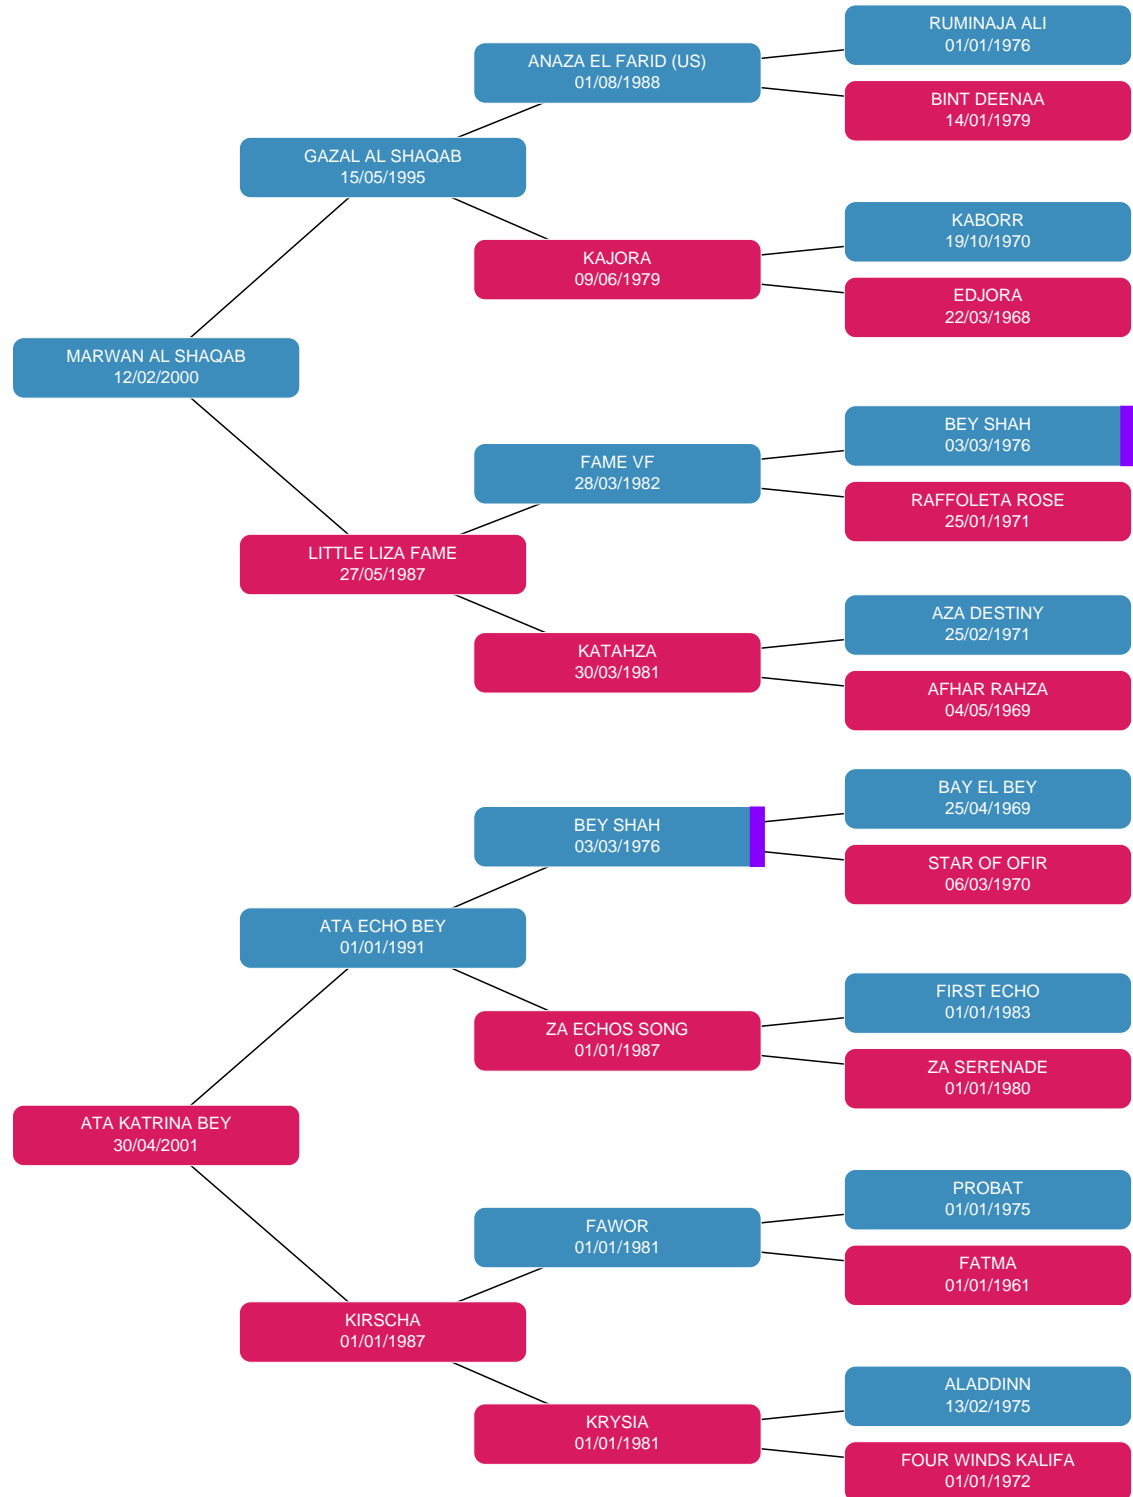 RUMINAJA ALI
01/01/1976
ANAZA EL FARID (US)
01/08/1988
BINT DEENAA
14/01/1979
GAZAL AL SHAQAB
15/05/1995
KABORR
19/10/1970
KAJORA
09/06/1979
EDJORA
22/03/1968
MARWAN AL SHAQAB
12/02/2000
BEY SHAH
03/03/1976
FAME VF
28/03/1982
RAFFOLETA ROSE
25/01/1971
LITTLE LIZA FAME
27/05/1987
AZA DESTINY
25/02/1971
KATAHZA
30/03/1981
AFHAR RAHZA
04/05/1969
BAY EL BEY
25/04/1969
BEY SHAH
03/03/1976
STAR OF OFIR
06/03/1970
ATA ECHO BEY
01/01/1991
FIRST ECHO
01/01/1983
ZA ECHOS SONG
01/01/1987
ZA SERENADE
01/01/1980
ATA KATRINA BEY
30/04/2001
PROBAT
01/01/1975
FAWOR
01/01/1981
FATMA
01/01/1961
KIRSCHA
01/01/1987
ALADDINN
13/02/1975
KRYSIA
01/01/1981
FOUR WINDS KALIFA
01/01/1972